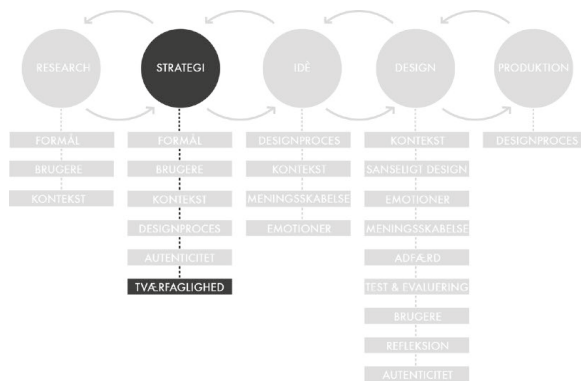 RESEARCH
STRATEGI
IDÉ
DESIGN
PRODUKTION
FORMÅL
BRUGERE
KONTEKST
FORMÅL
BRUGERE
KONTEKST
DESIGNPROCES
AUTENTICITET
TVÆRFAGLIGHED
DESIGNPROCES
KONTEKST
MENINGSSKABELSE
EMOTIONER
KONTEKST
SANSELIGT DESIGN
EMOTIONER
MENINGSSKABELSE
ADFÆRD
TEST & EVALUERING
BRUGERE
REFLEKSION
AUTENTICITET
DESIGNPROCES